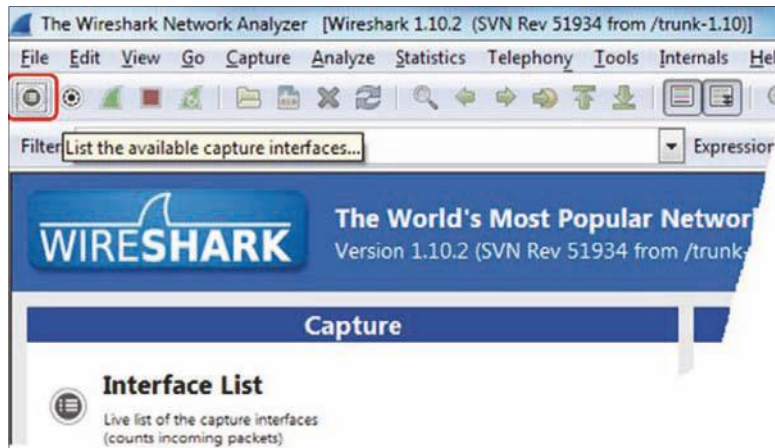 The Wireshark Network Analyzer [Wireshark 1.10.2 (SVN Rev 51934 from /trunk-1.10)]
File Edit View Go Capture Analyze Statistics Telephony Tools Internals Hel
Filter List the available capture interfaces... Expression
WIRESHARK
The World's Most Popular Networ
Version 1.10.2 (SVN Rev 51934 from /trunk-
Capture
Interface List
Live list of the capture interfaces
(counts incoming packets)